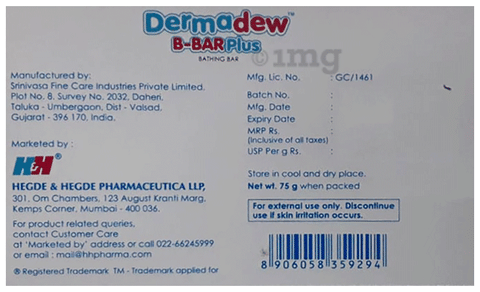 Dermadew™
B-BAR Plus
BATHING BAR
©1mg
Manufactured by:
Srinivasa Fine Care Industries Private Limited.
Plot No. 8, Survey No. 2032, Daheri,
Taluka - Umbergaon, Dist - Valsad,
Gujarat - 396 170, India.
Marketed by :
H&H®
HEGDE & HEGDE PHARMACEUTICA LLP,
301, Om Chambers, 123 August Kranti Marg,
Kemps Corner, Mumbai - 400 036.
For product related queries,
contact Customer Care
at 'Marketed by' address or call 022-66245999
or email : mail@hhpharma.com
® Registered Trademark TM - Trademark applied for
Mfg. Lic. No. : GC/1461
Batch No. :
Mfg. Date :
Expiry Date :
MRP Rs. :
(inclusive of all taxes)
USP Per g Rs. :
Store in cool and dry place.
Net wt. 75 g when packed
For external use only. Discontinue
use if skin irritation occurs.
8 906058 359294